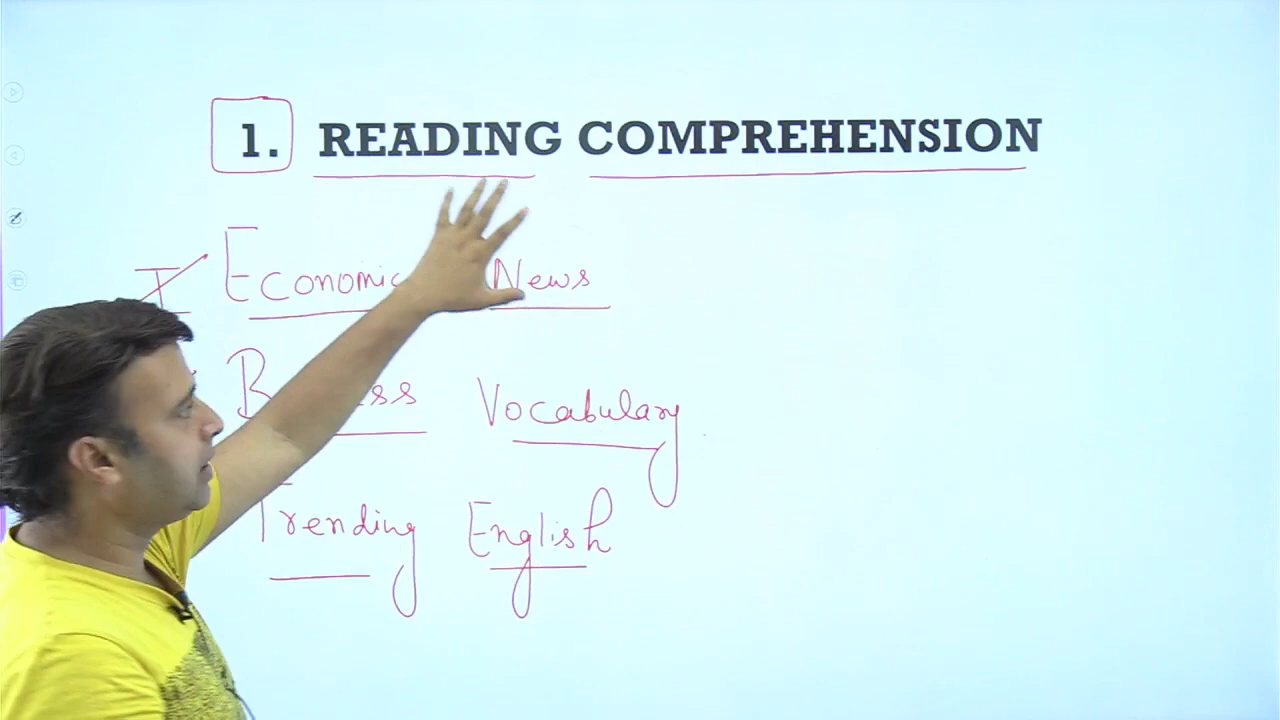 1. READING COMPREHENSION
I Economic News
Vocabulary
Trending English